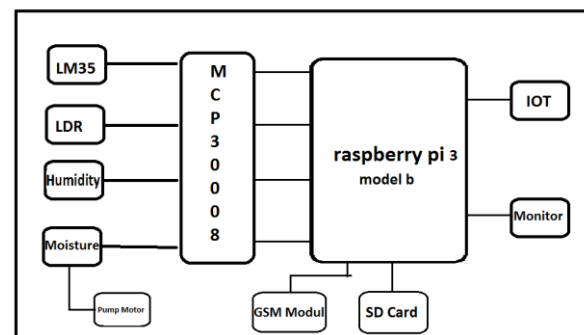 LM35
LDR
Humidity
Moisture
Pump Motor
M
C
P
3
0
0
0
8
raspberry pi 3
model b
GSM Modul
SD Card
IOT
Monitor